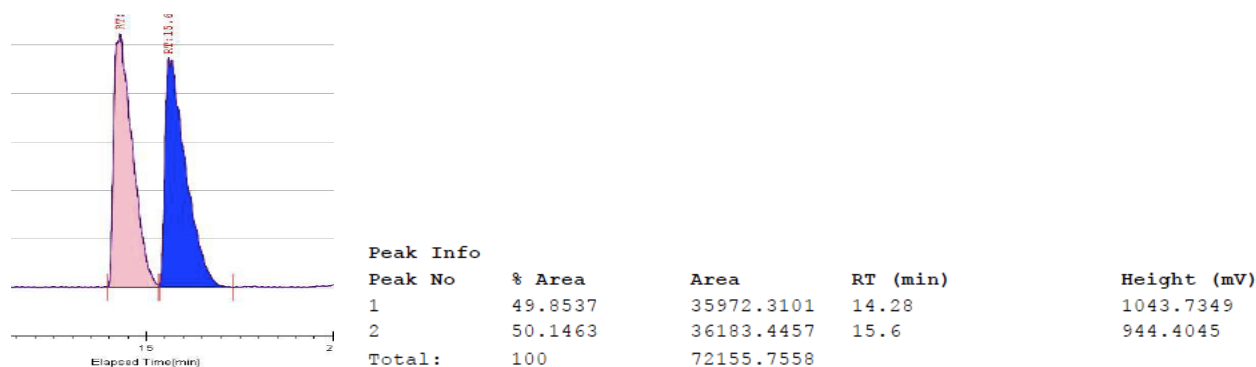 RT:
RT:15.6
15
2
Elapsed Time[min]
Peak Info
Peak No % Area Area RT (min) Height (mV)
1 49.8537 35972.3101 14.28 1043.7349
2 50.1463 36183.4457 15.6 944.4045
Total: 100 72155.7558